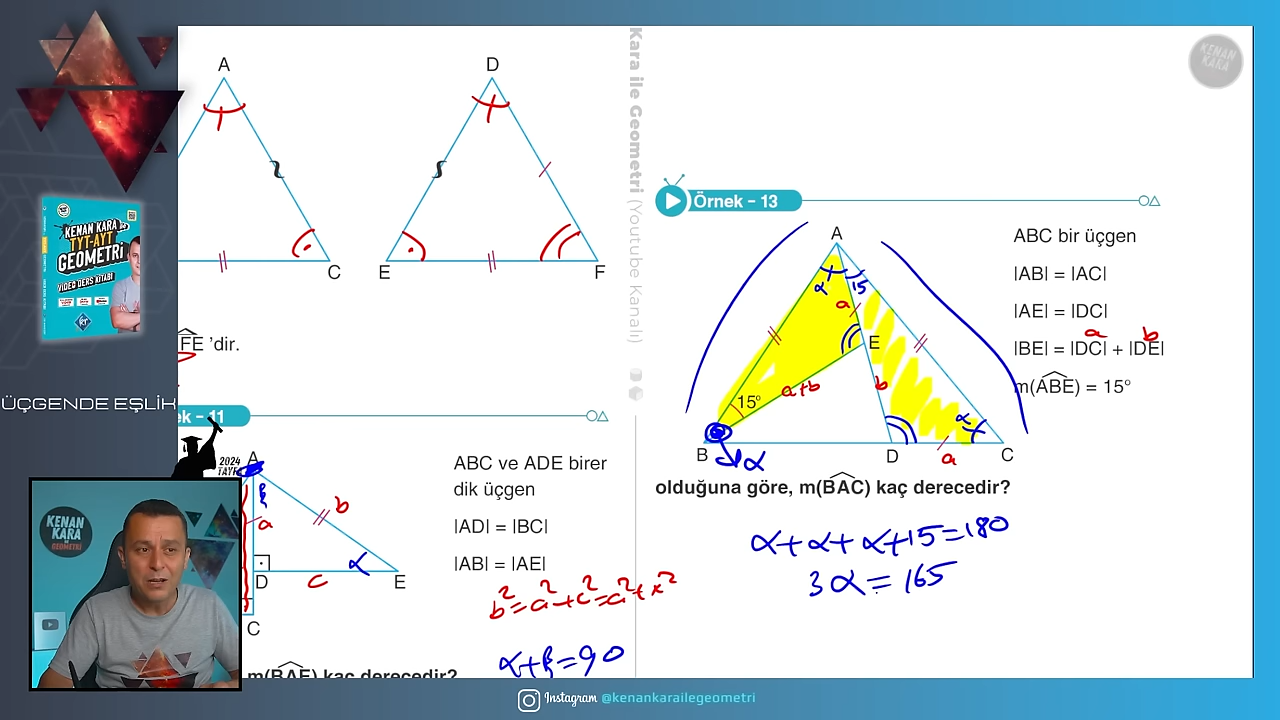 KENAN KARA
TYT-AYT
GEOMETRİ
VİDEO DERS KİTABI
ÜÇGENDE EŞLİK
A
C
D
E
F
FE 'dir.
ek - 11
2024
TAYFA
A
β
a
b
c
α
D
E
C
ABC ve ADE birer
dik üçgen
|AD| = |BC|
|AB| = |AE|
b²=a²+c²=a²+x²
α+β=90
m(BAE) kaç derecedir?
Kara ile Geometri (Youtube Kanalı)
KENAN
KARA
Örnek - 13
A
α
15
a
E
15°
a+b
b
α
B
D
C
α
a
ABC bir üçgen
|AB| = |AC|
|AE| = |DC|
a b
|BE| = |DC| + |DE|
m(ABE) = 15°
olduğuna göre, m(BAC) kaç derecedir?
α+α+α+15=180
3α=165
KENAN
KARA
GEOMETRİ
Instagram @kenankarailegeometri